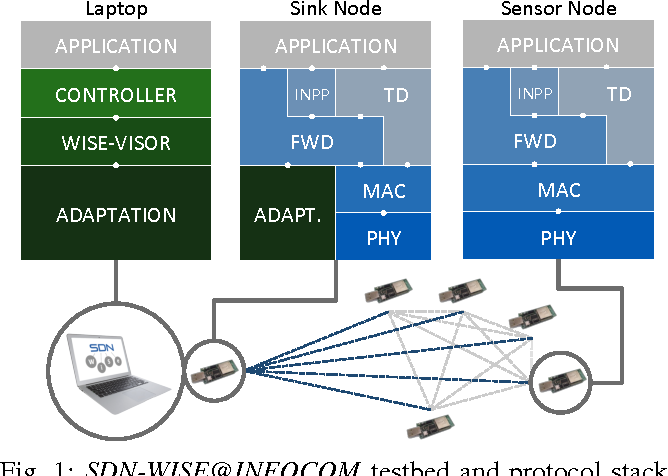 Laptop
Sink Node
Sensor Node
APPLICATION
CONTROLLER
WISE-VISOR
ADAPTATION
APPLICATION
INPP
TD
FWD
ADAPT.
MAC
PHY
APPLICATION
INPP
TD
FWD
MAC
PHY
SDN
Fig. 1: SDN-WISE@INFOCOM testbed and protocol stack